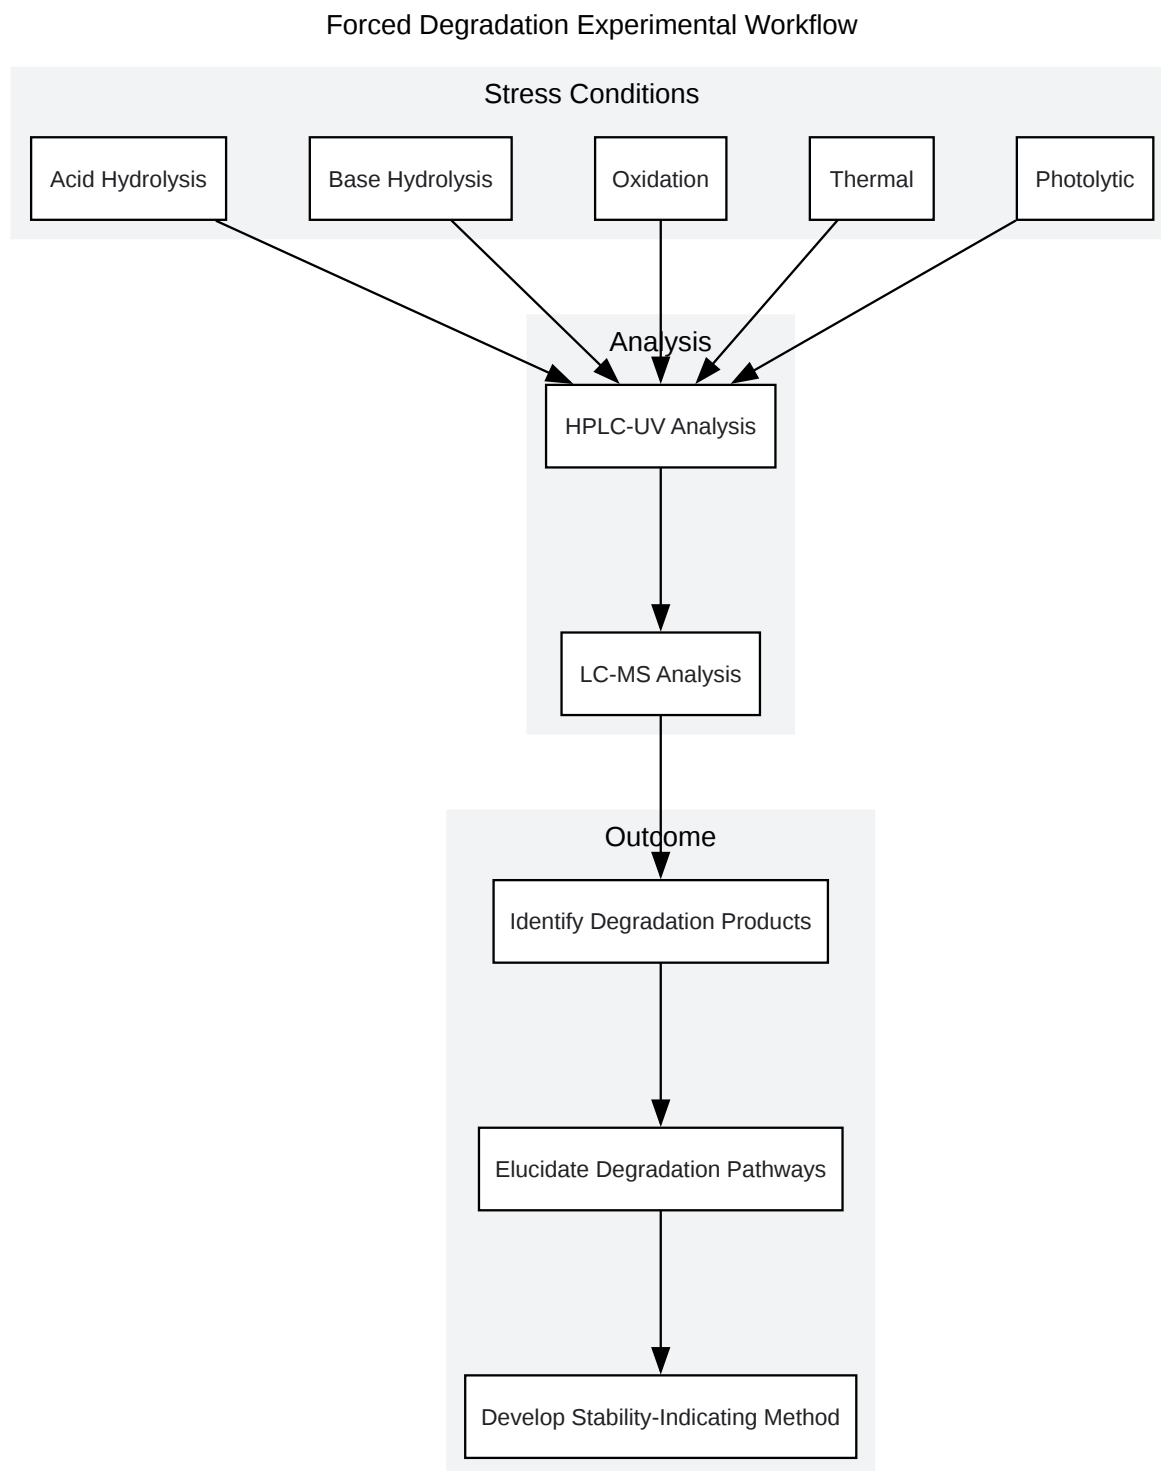 Forced Degradation Experimental Workflow
Stress Conditions
Acid Hydrolysis
Base Hydrolysis
Oxidation
Thermal
Photolytic
Analysis
HPLC-UV Analysis
LC-MS Analysis
Outcome
Identify Degradation Products
Elucidate Degradation Pathways
Develop Stability-Indicating Method